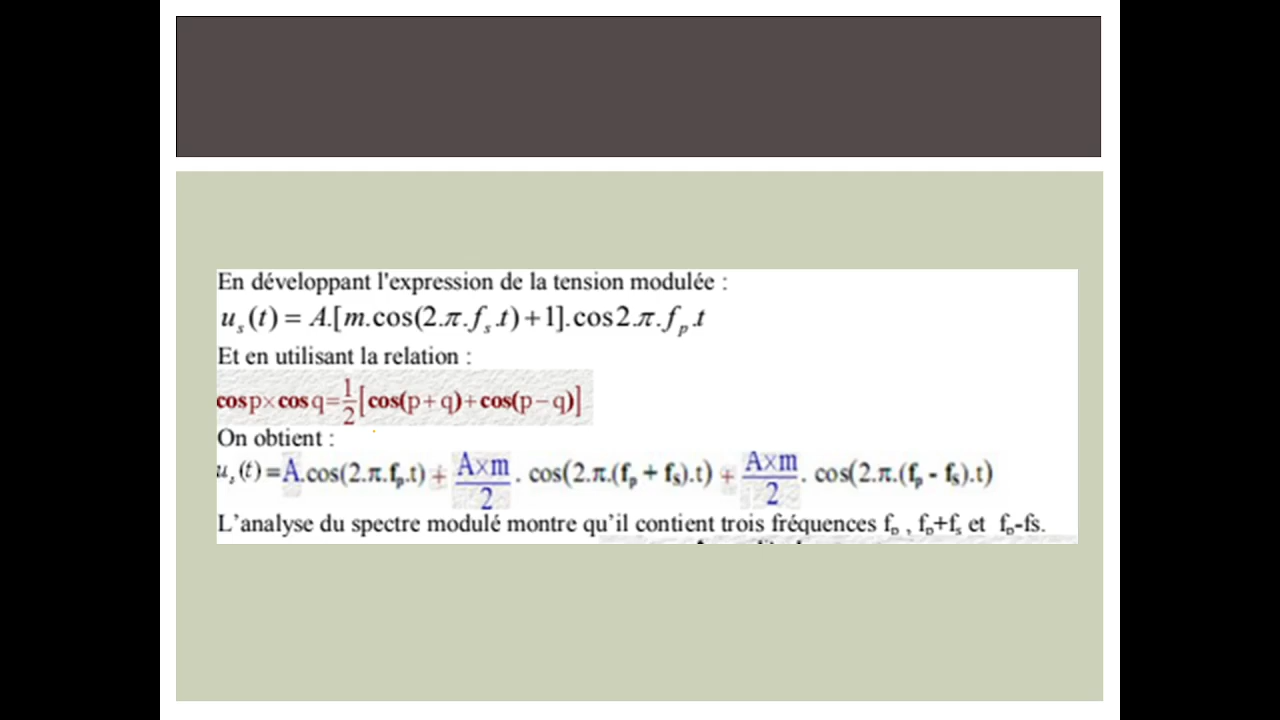 En développant l'expression de la tension modulée :
u_s(t) = A.[m.cos(2.π.f_s.t)+1].cos2.π.f_p.t
Et en utilisant la relation :
cosp×cosq=1/2[cos(p+q)+cos(p−q)]
On obtient :
u_s(t)=A.cos(2.π.f_p.t) + A×m/2 . cos(2.π.(f_p + f_s).t) + A×m/2 . cos(2.π.(f_p - f_s).t)
L'analyse du spectre modulé montre qu'il contient trois fréquences f_p , f_p+f_s et f_p-fs.